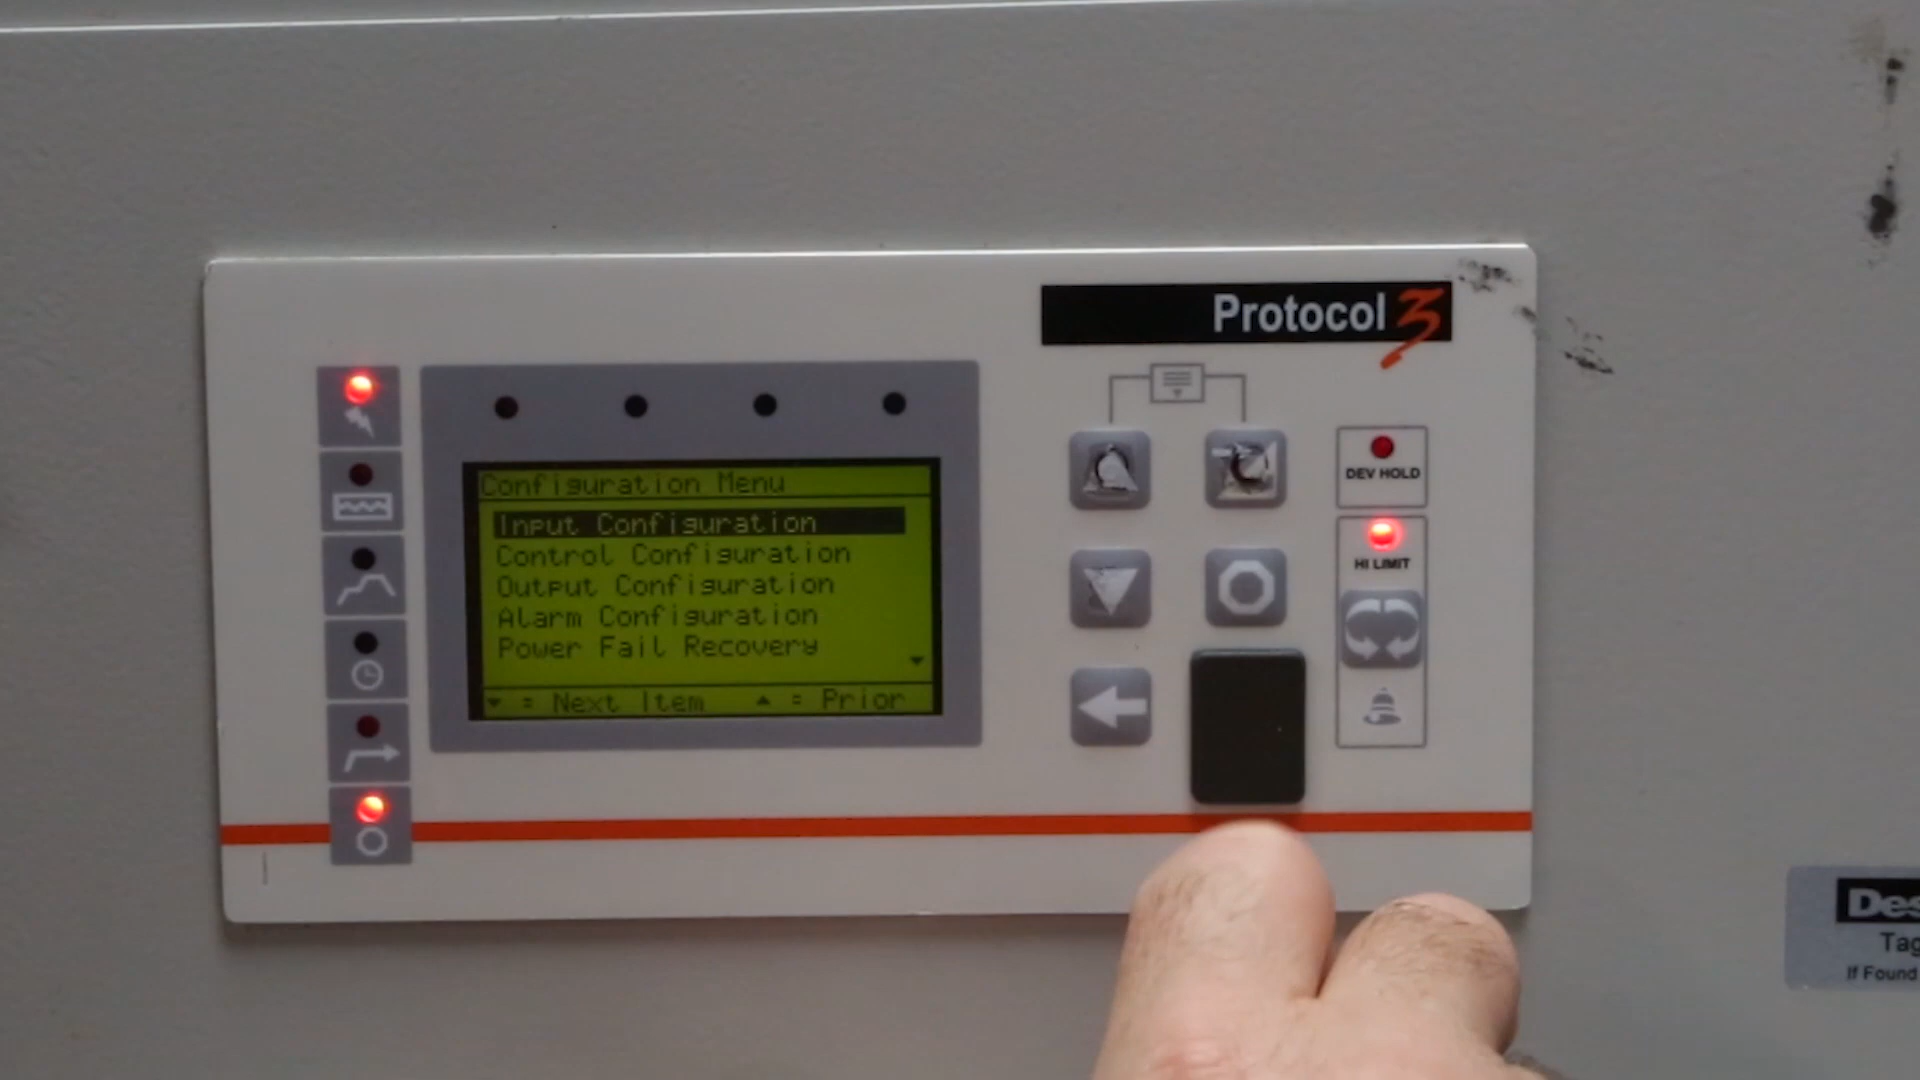 Protocol 3
Configuration Menu
Input Configuration
Control Configuration
Output Configuration
Alarm Configuration
Power Fail Recovery
▼ = Next Item ▲ = Prior
DEV HOLD
HI LIMIT
Des
Tag
If Found